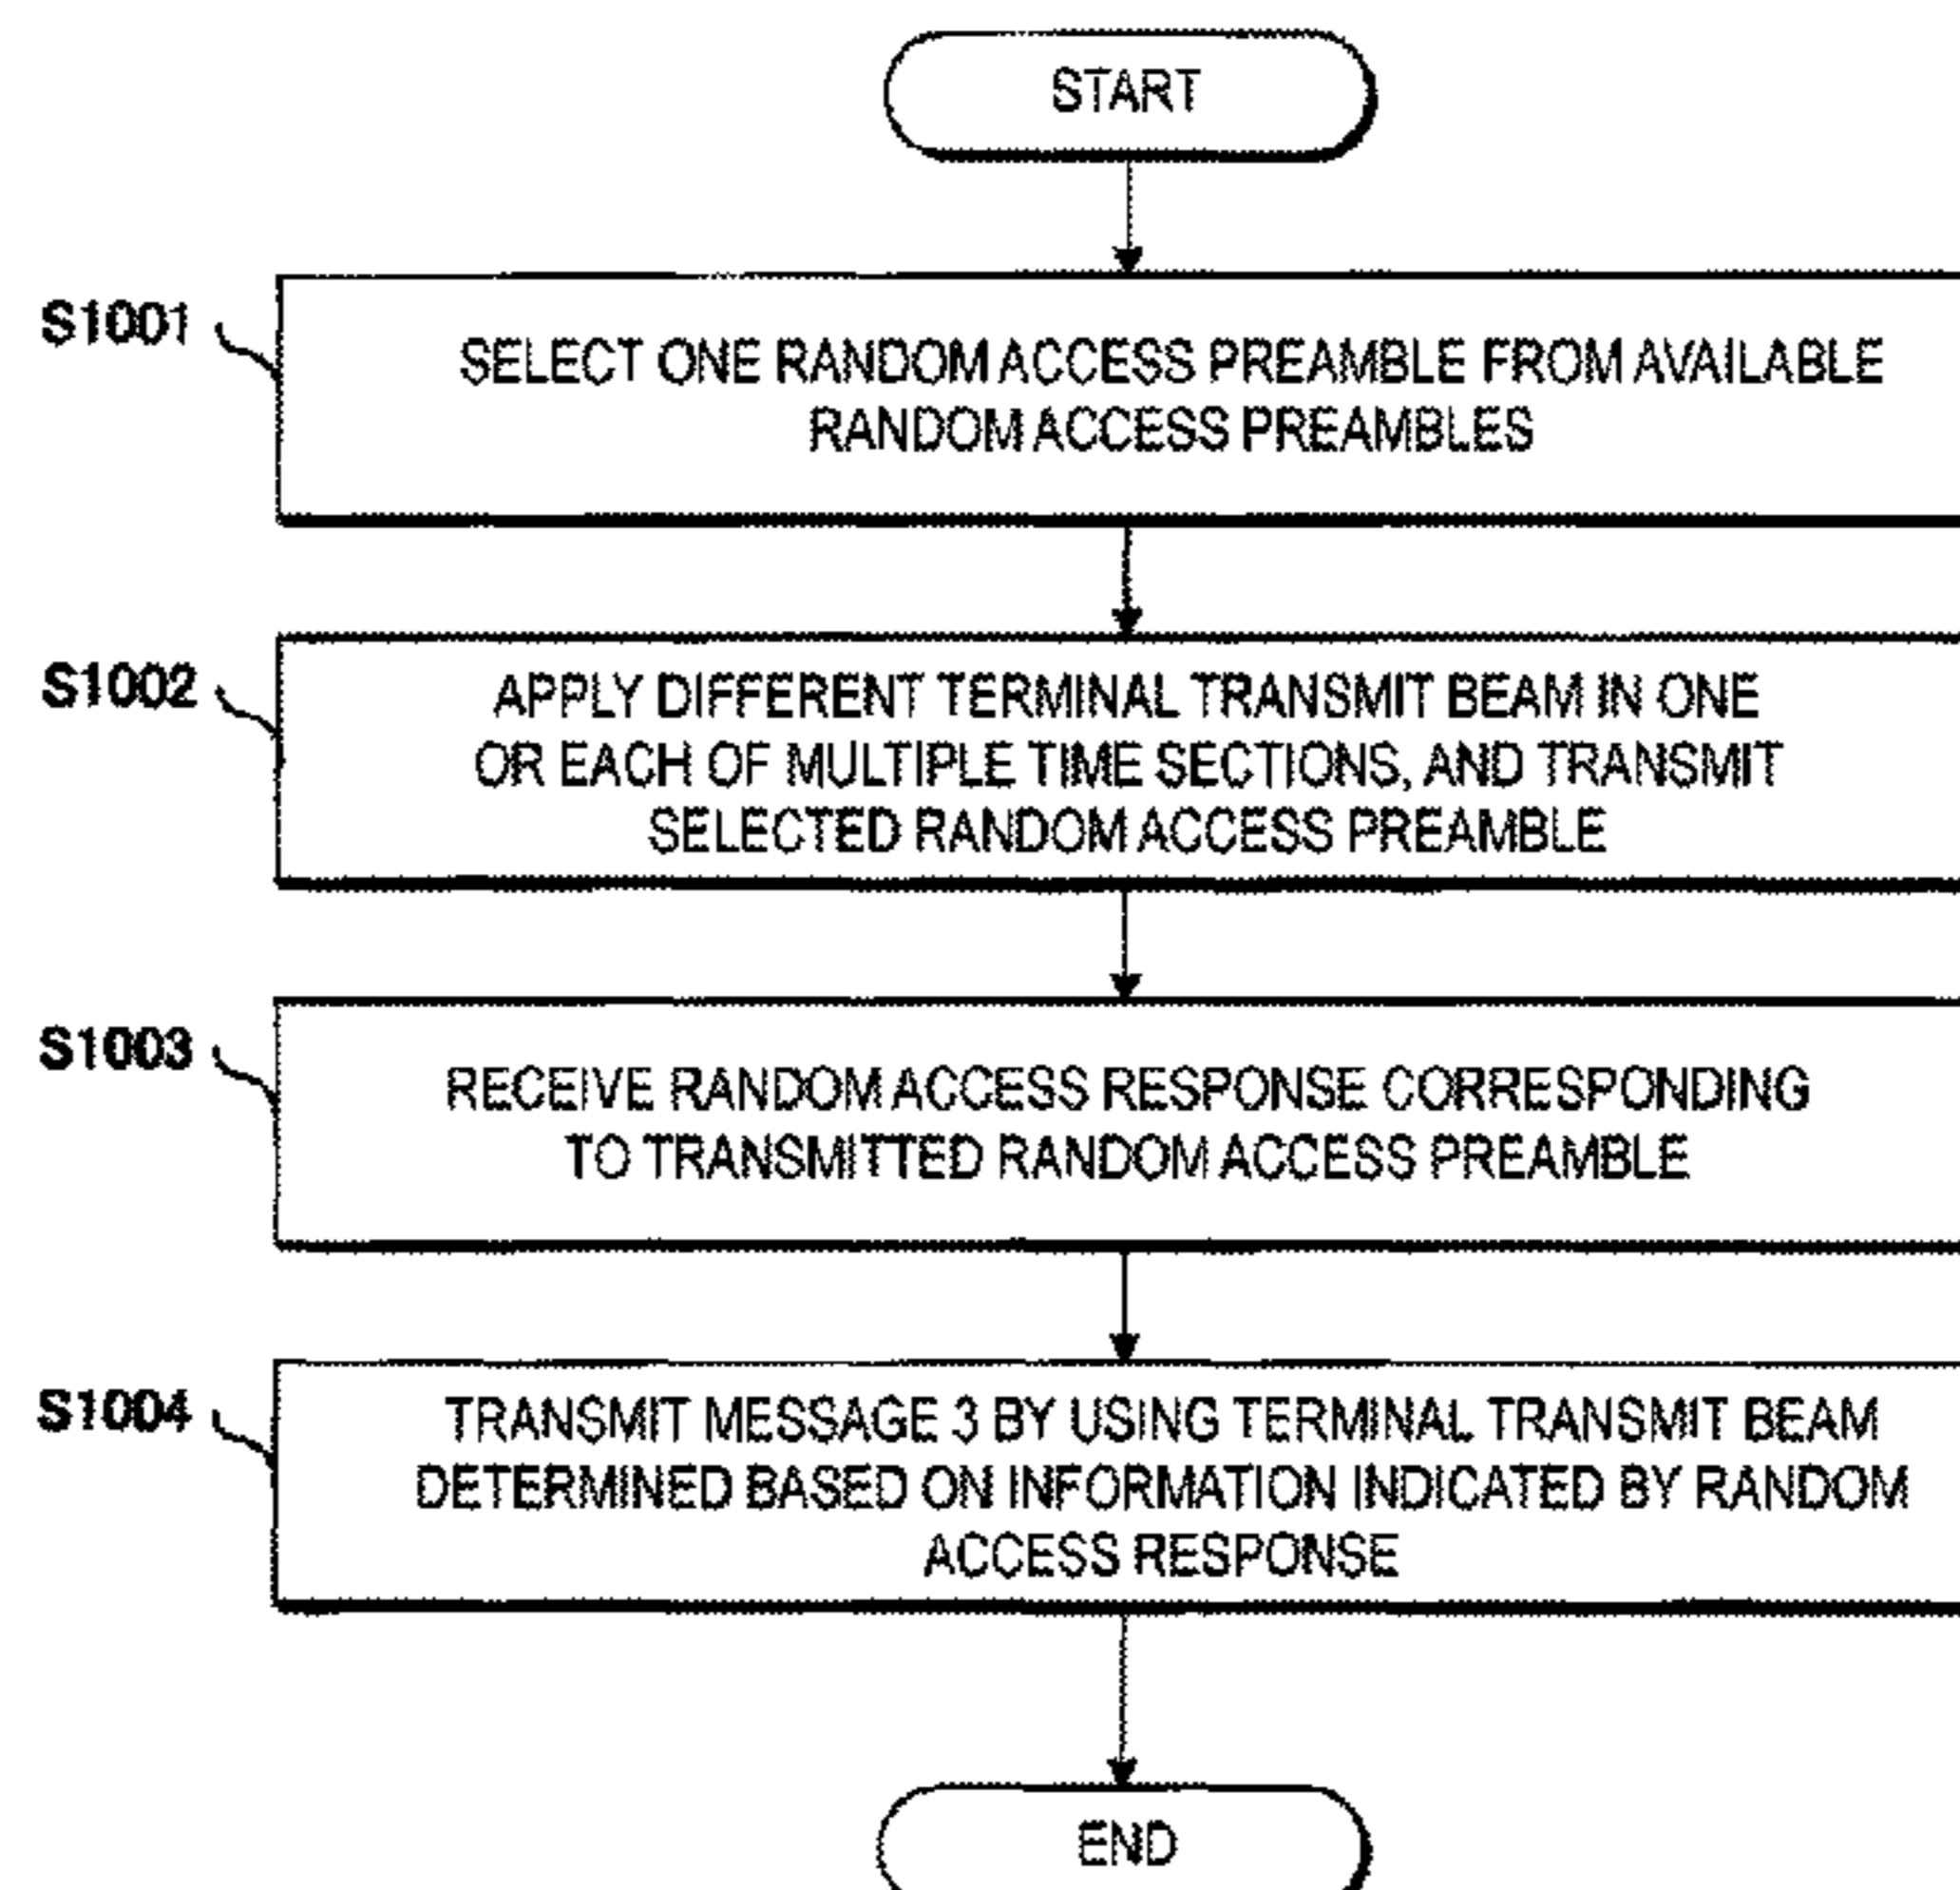 START
S1001
SELECT ONE RANDOM ACCESS PREAMBLE FROM AVAILABLE
RANDOM ACCESS PREAMBLES
S1002
APPLY DIFFERENT TERMINAL TRANSMIT BEAM IN ONE
OR EACH OF MULTIPLE TIME SECTIONS, AND TRANSMIT
SELECTED RANDOM ACCESS PREAMBLE
S1003
RECEIVE RANDOM ACCESS RESPONSE CORRESPONDING
TO TRANSMITTED RANDOM ACCESS PREAMBLE
S1004
TRANSMIT MESSAGE 3 BY USING TERMINAL TRANSMIT BEAM
DETERMINED BASED ON INFORMATION INDICATED BY RANDOM
ACCESS RESPONSE
END